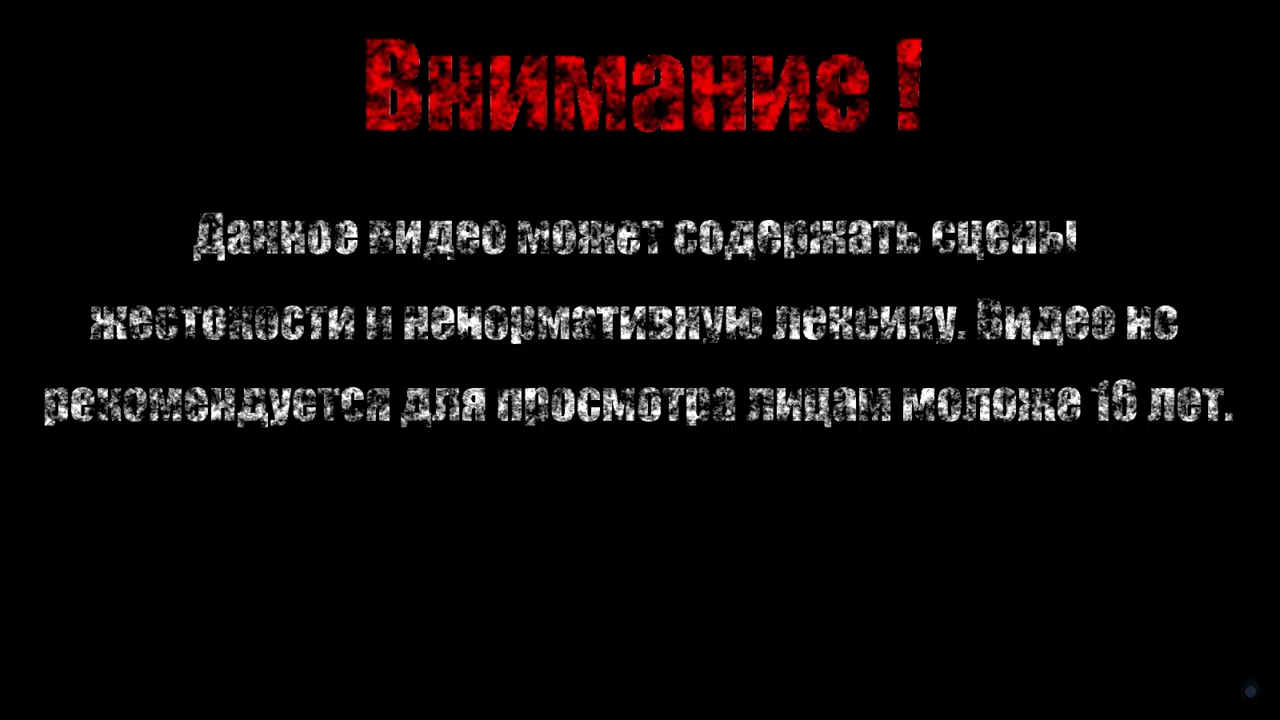 Внимание !
Данное видео может содержать сцены
жестокости и ненормативную лексику. Видео не
рекомендуется для просмотра лицам моложе 16 лет.